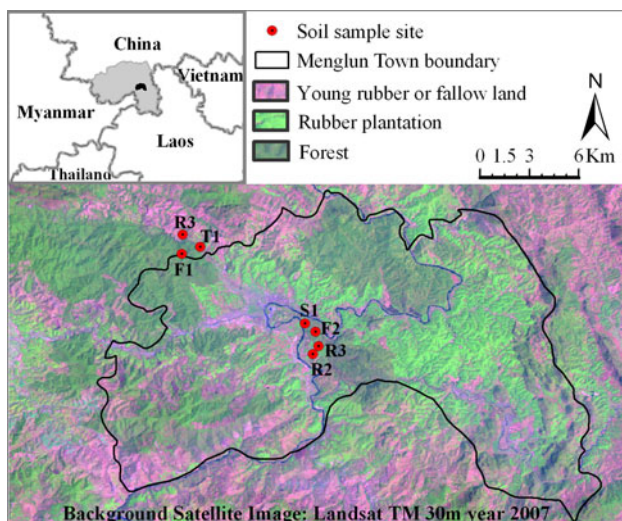 China
Vietnam
Myanmar
Laos
Thailand
Soil sample site
Menglun Town boundary
Young rubber or fallow land
Rubber plantation
Forest
N
0 1.5 3 6Km
R3
T1
F1
S1
F2
R3
R2
Background Satellite Image: Landsat TM 30m year 2007